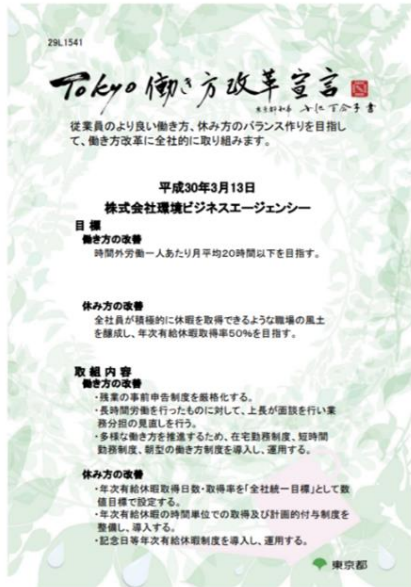 29L1541
Tokyo 働き方改革宣言
東京都知事 小池百合子 書
従業員のより良い働き方、休み方のバランス作りを目指し
て、働き方改革に全社的に取り組みます。
平成30年3月13日
株式会社環境ビジネスエージェンシー
目標
働き方の改善
時間外労働一人あたり月平均20時間以下を目指す。
休み方の改善
全社員が積極的に休暇を取得できるような職場の風土
を醸成し、年次有給休暇取得率50%を目指す。
取組内容
働き方の改善
・残業の事前申告制度を厳格化する。
・長時間労働を行ったものに対して、上長が面談を行い業
務分担の見直しを行う。
・多様な働き方を推進するため、在宅勤務制度、短時間
勤務制度、朝型の働き方制度を導入し、運用する。
休み方の改善
・年次有給休暇取得日数・取得率を「全社統一目標」として数
値目標で設定する。
・年次有給休暇の時間単位での取得及び計画的付与制度を
整備し、導入する。
・記念日等年次有給休暇制度を導入し、運用する。
東京都